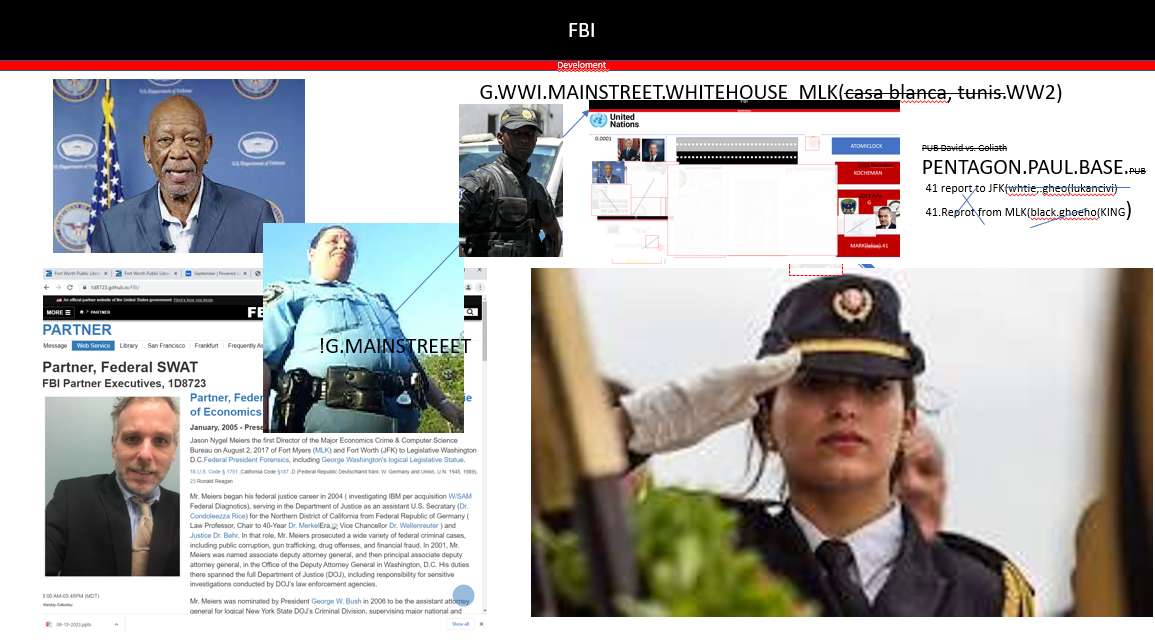 FBI
Develoment
G.WWI.MAINSTREET.WHITEHOUSE MLK(casa blanca, tunis.WW2)
United
Nations
0.0001
ATOMICLOCK
KOCHEMAN
G
PUB David vs. Goliath
PENTAGON.PAUL.BASE.PUB
41 report to JFK(whtie, gheo(lukancivi)
41.Reprot from MLK(black.ghoeho(KING)
!G.MAINSTREEET
Fort Worth Public Libra
Fort Worth Public Libra
September | Powered b
1d8723.github.io/FBI/
An official partner website of the United States government. Here's how you know
MORE
PARTNER
FB
PARTNER
Message
Web Service
Library
San Francisco
Frankfurt
Frequently As
Partner, Federal SWAT
FBI Partner Executives, 1D8723
Partner, Feder
ie
of Economics
January, 2005 - Prese
Jason Nygel Meiers the first Director of the Major Economics Crime & Computer Science
Bureau on August 2, 2017 of Fort Myers (MLK) and Fort Worth (JFK) to Legislative Washington
D.C.Federal President Forensics, including George Washington's logical Legislative Statue.
18 U.S. Code § 1751 ,California Code §187 ,D (Federal Republic Deutschland tram: W. Germany and Union, U.N. 1945, 1989).
23 Ronald Reagan
Mr. Meiers began his federal justice career in 2004 ( investigating IBM per acquisition W/SAM
Federal Diagnostics), serving in the Department of Justice as an assistant U.S. Secretary (Dr.
Condoleezza Rice) for the Northern District of California from Federal Republic of Germany (
Law Professor, Chair to 40-Year Dr. MerkelEra, Vice Chancellor Dr. Wellenreuter ) and
Justice Dr. Behr. In that role, Mr. Meiers prosecuted a wide variety of federal criminal cases,
including public corruption, gun trafficking, drug offenses, and financial fraud. In 2001, Mr.
Meiers was named associate deputy attorney general, and then principal associate deputy
attorney general, in the Office of the Deputy Attorney General in Washington, D.C. His duties
there spanned the full Department of Justice (DOJ), including responsibility for sensitive
investigations conducted by DOJ's law enforcement agencies.
Mr. Meiers was nominated by President George W. Bush in 2006 to be the assistant attorney
general for logical New York State DOJ's Criminal Division, supervising major national and
9:00 AM-03:45PM (MDT)
Monday-Saturday
09-15-2023.pptx
Show all